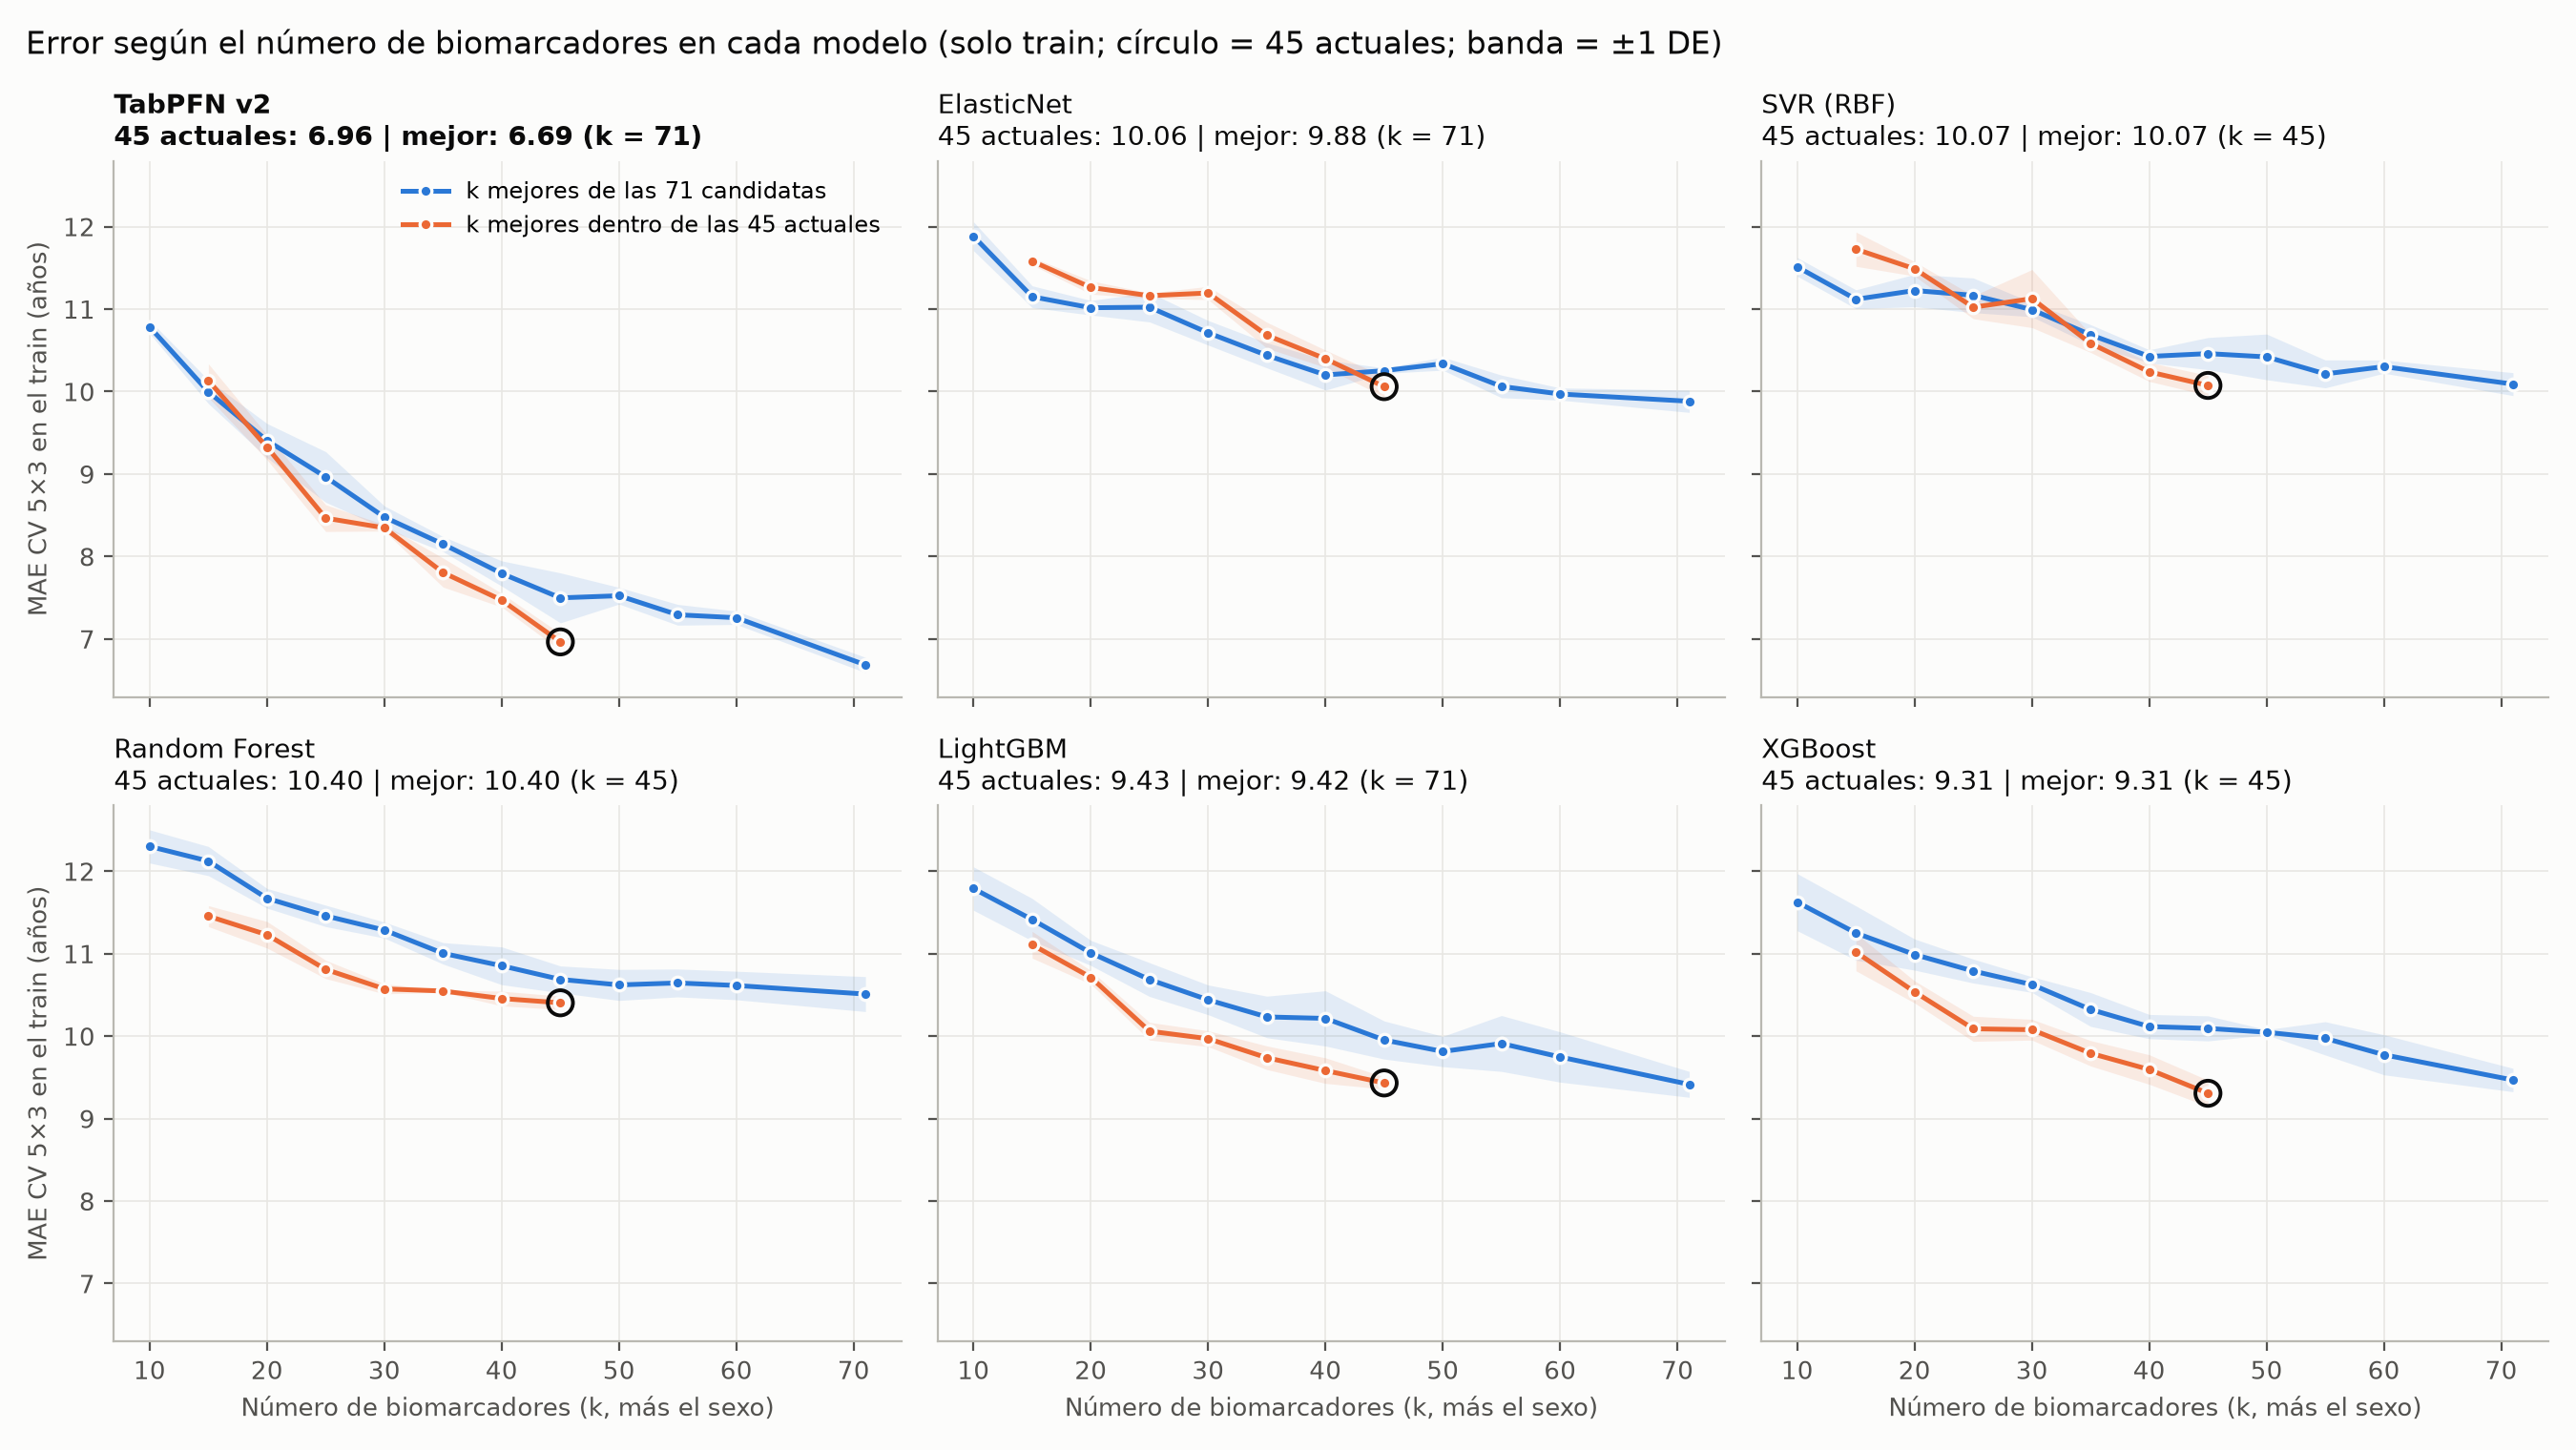 Error según el número de biomarcadores en cada modelo (solo train; círculo = 45 actuales; banda = ±1 DE)
TabPFN v2
45 actuales: 6.96 | mejor: 6.69 (k = 71)
k mejores de las 71 candidatas
k mejores dentro de las 45 actuales
MAE CV 5×3 en el train (años)
12
11
10
9
8
7
ElasticNet
45 actuales: 10.06 | mejor: 9.88 (k = 71)
SVR (RBF)
45 actuales: 10.07 | mejor: 10.07 (k = 45)
Random Forest
45 actuales: 10.40 | mejor: 10.40 (k = 45)
MAE CV 5×3 en el train (años)
12
11
10
9
8
7
10 20 30 40 50 60 70
Número de biomarcadores (k, más el sexo)
LightGBM
45 actuales: 9.43 | mejor: 9.42 (k = 71)
10 20 30 40 50 60 70
Número de biomarcadores (k, más el sexo)
XGBoost
45 actuales: 9.31 | mejor: 9.31 (k = 45)
10 20 30 40 50 60 70
Número de biomarcadores (k, más el sexo)